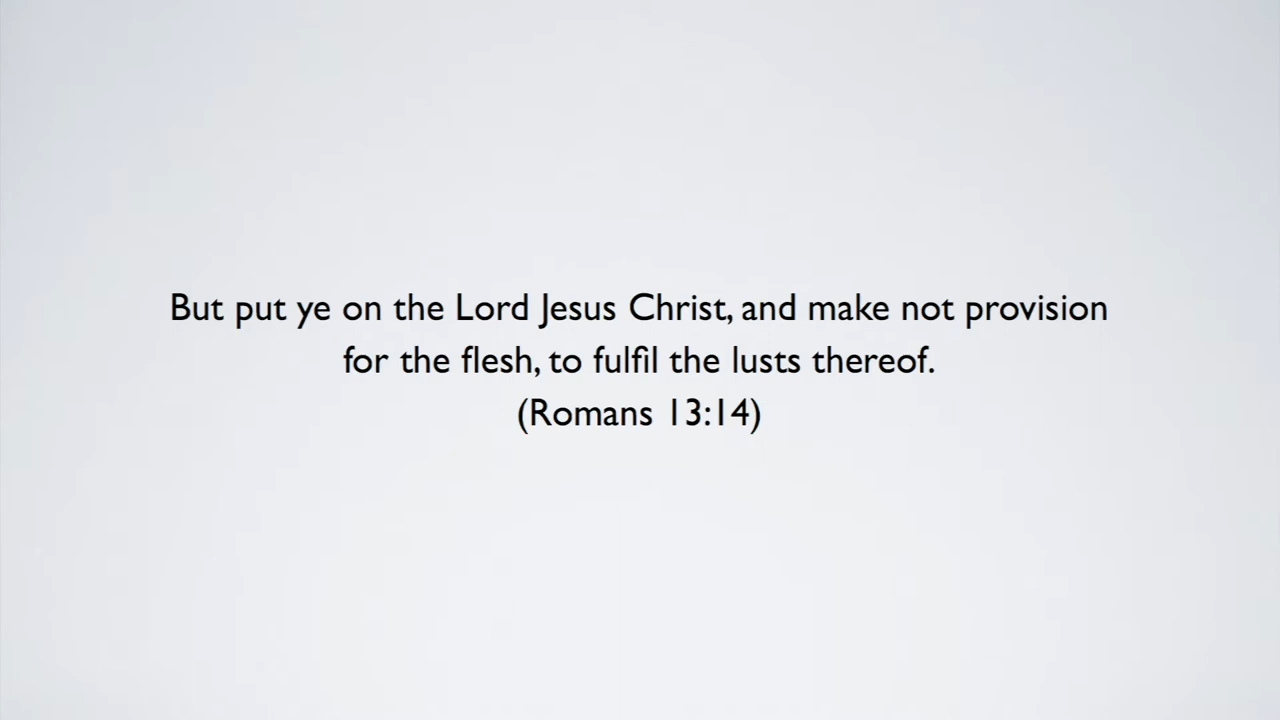 But put ye on the Lord Jesus Christ, and make not provision
for the flesh, to fulfil the lusts thereof.
(Romans 13:14)